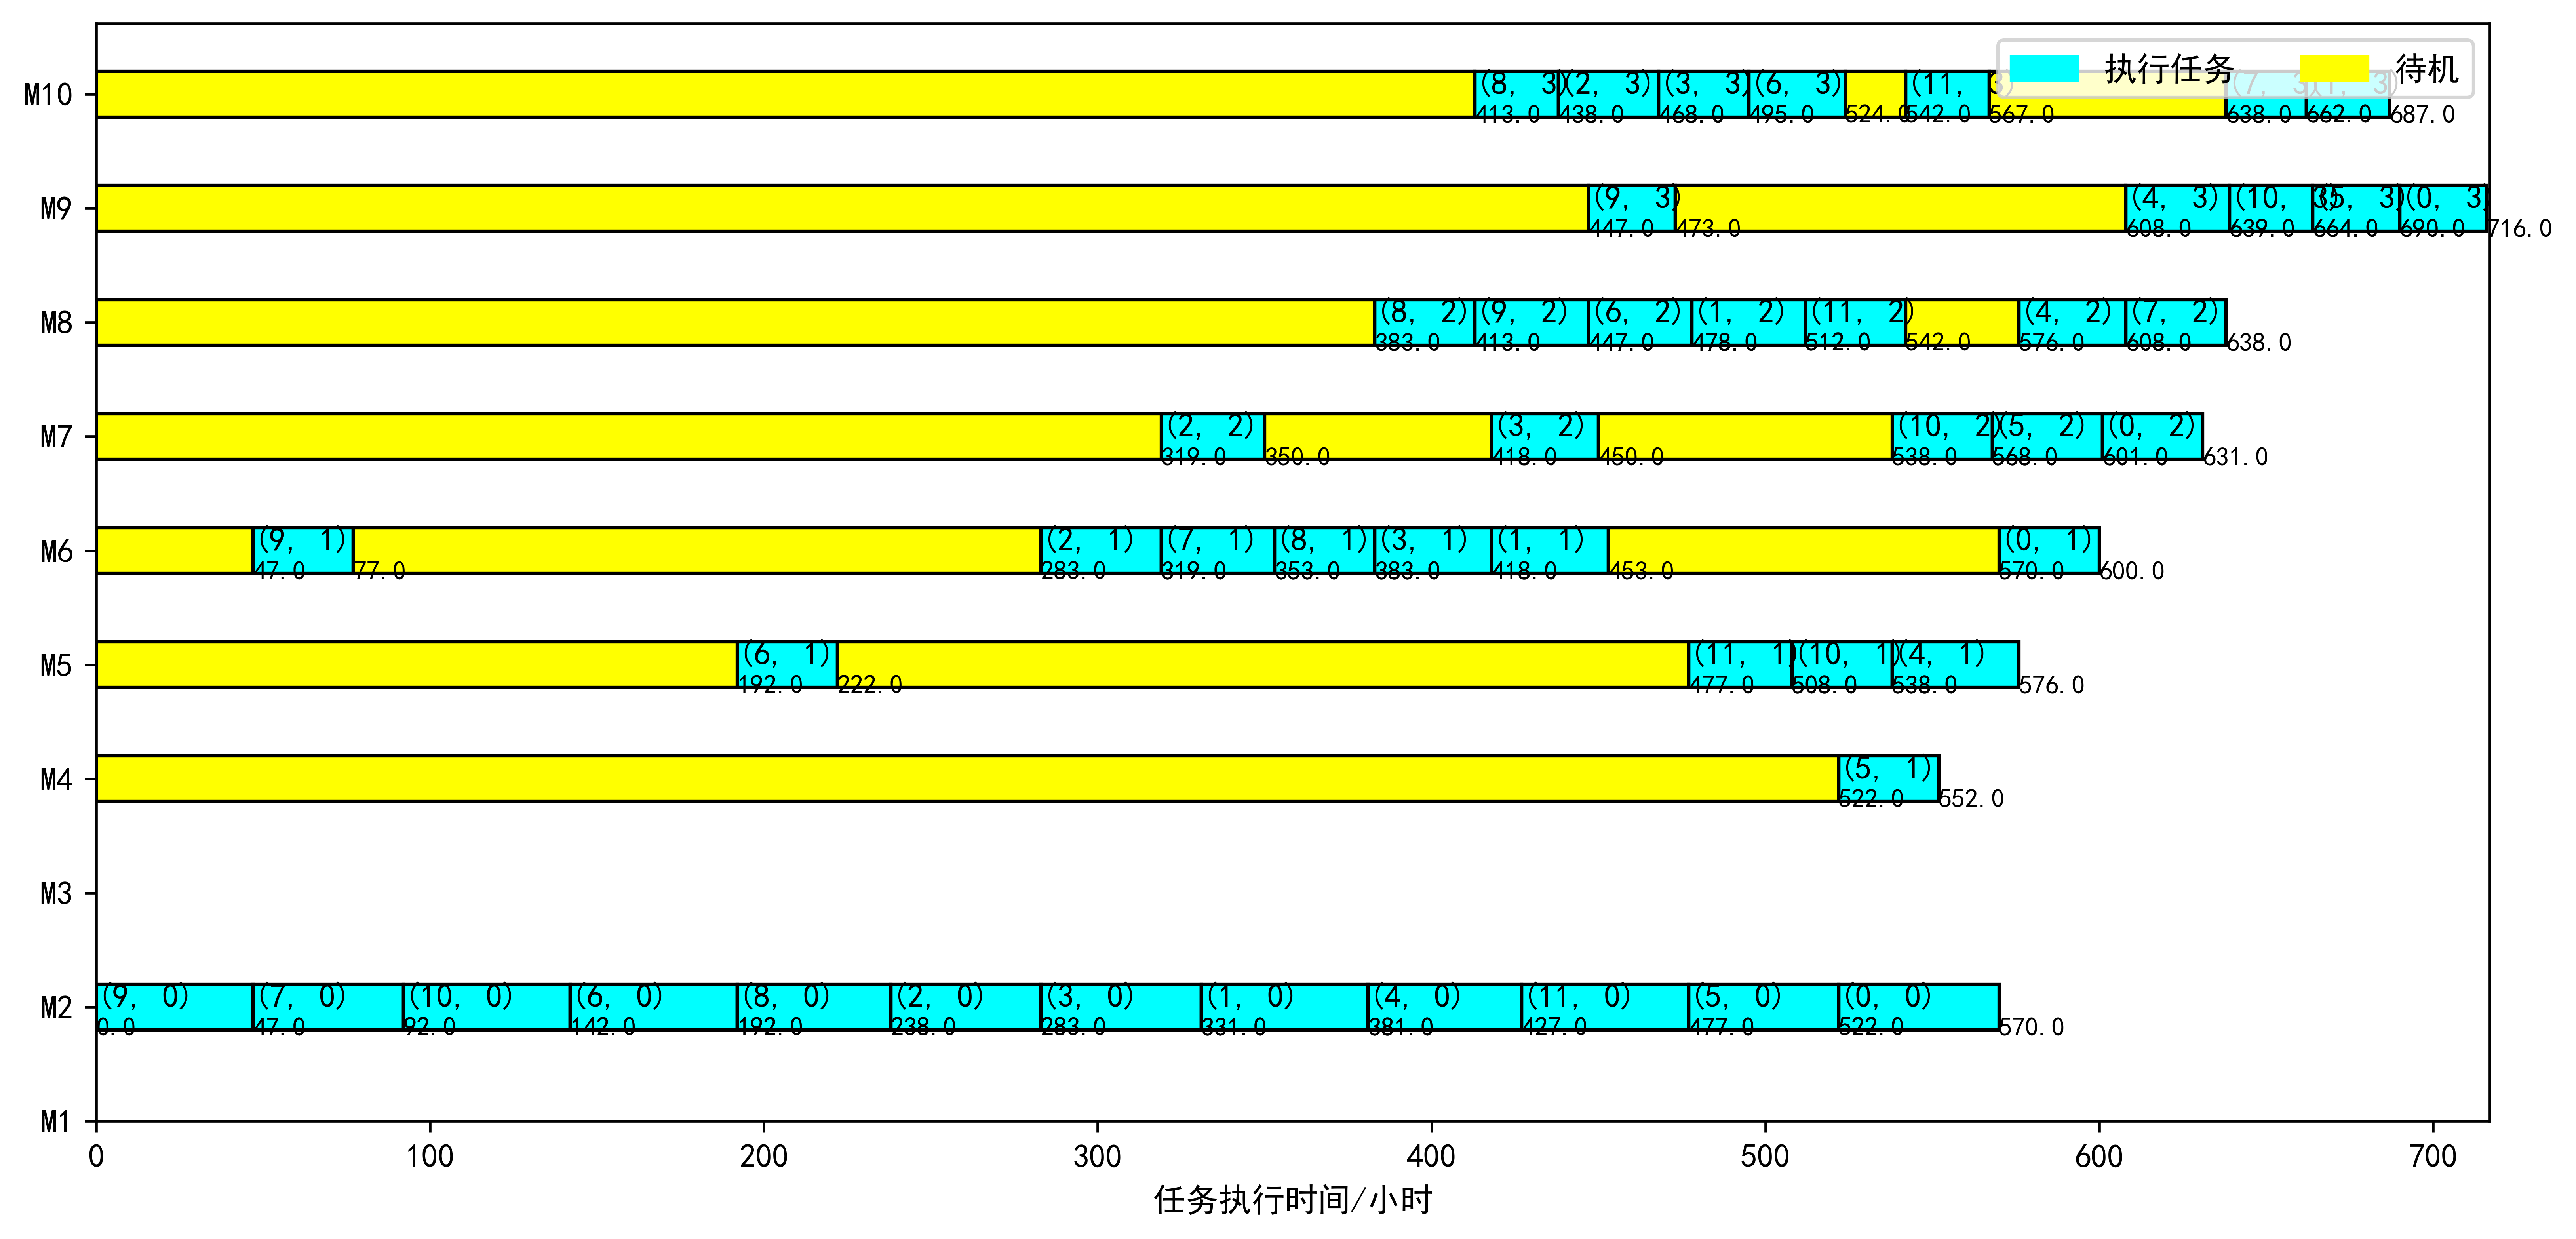 执行任务 待机
M10 (8, 3) (2, 3) (3, 3) (6, 3) (11, 3) (7, 3) (1, 3)
413.0 438.0 468.0 495.0 524.0 542.0 567.0 638.0 662.0 687.0
M9 (9, 3) (4, 3) (10, 3) (5, 3) (0, 3)
447.0 473.0 608.0 639.0 664.0 690.0 716.0
M8 (8, 2) (9, 2) (6, 2) (1, 2) (11, 2) (4, 2) (7, 2)
383.0 413.0 447.0 478.0 512.0 542.0 576.0 608.0 638.0
M7 (2, 2) (3, 2) (10, 2) (5, 2) (0, 2)
319.0 350.0 418.0 450.0 538.0 568.0 601.0 631.0
M6 (9, 1) (2, 1) (7, 1) (8, 1) (3, 1) (1, 1) (0, 1)
47.0 77.0 283.0 319.0 353.0 383.0 418.0 453.0 570.0 600.0
M5 (6, 1) (11, 1) (10, 1) (4, 1)
192.0 222.0 477.0 508.0 538.0 576.0
M4 (5, 1)
522.0 552.0
M3
M2 (9, 0) (7, 0) (10, 0) (6, 0) (8, 0) (2, 0) (3, 0) (1, 0) (4, 0) (11, 0) (5, 0) (0, 0)
0.0 47.0 92.0 142.0 192.0 238.0 283.0 331.0 381.0 427.0 477.0 522.0 570.0
M1
0 100 200 300 400 500 600 700
任务执行时间/小时